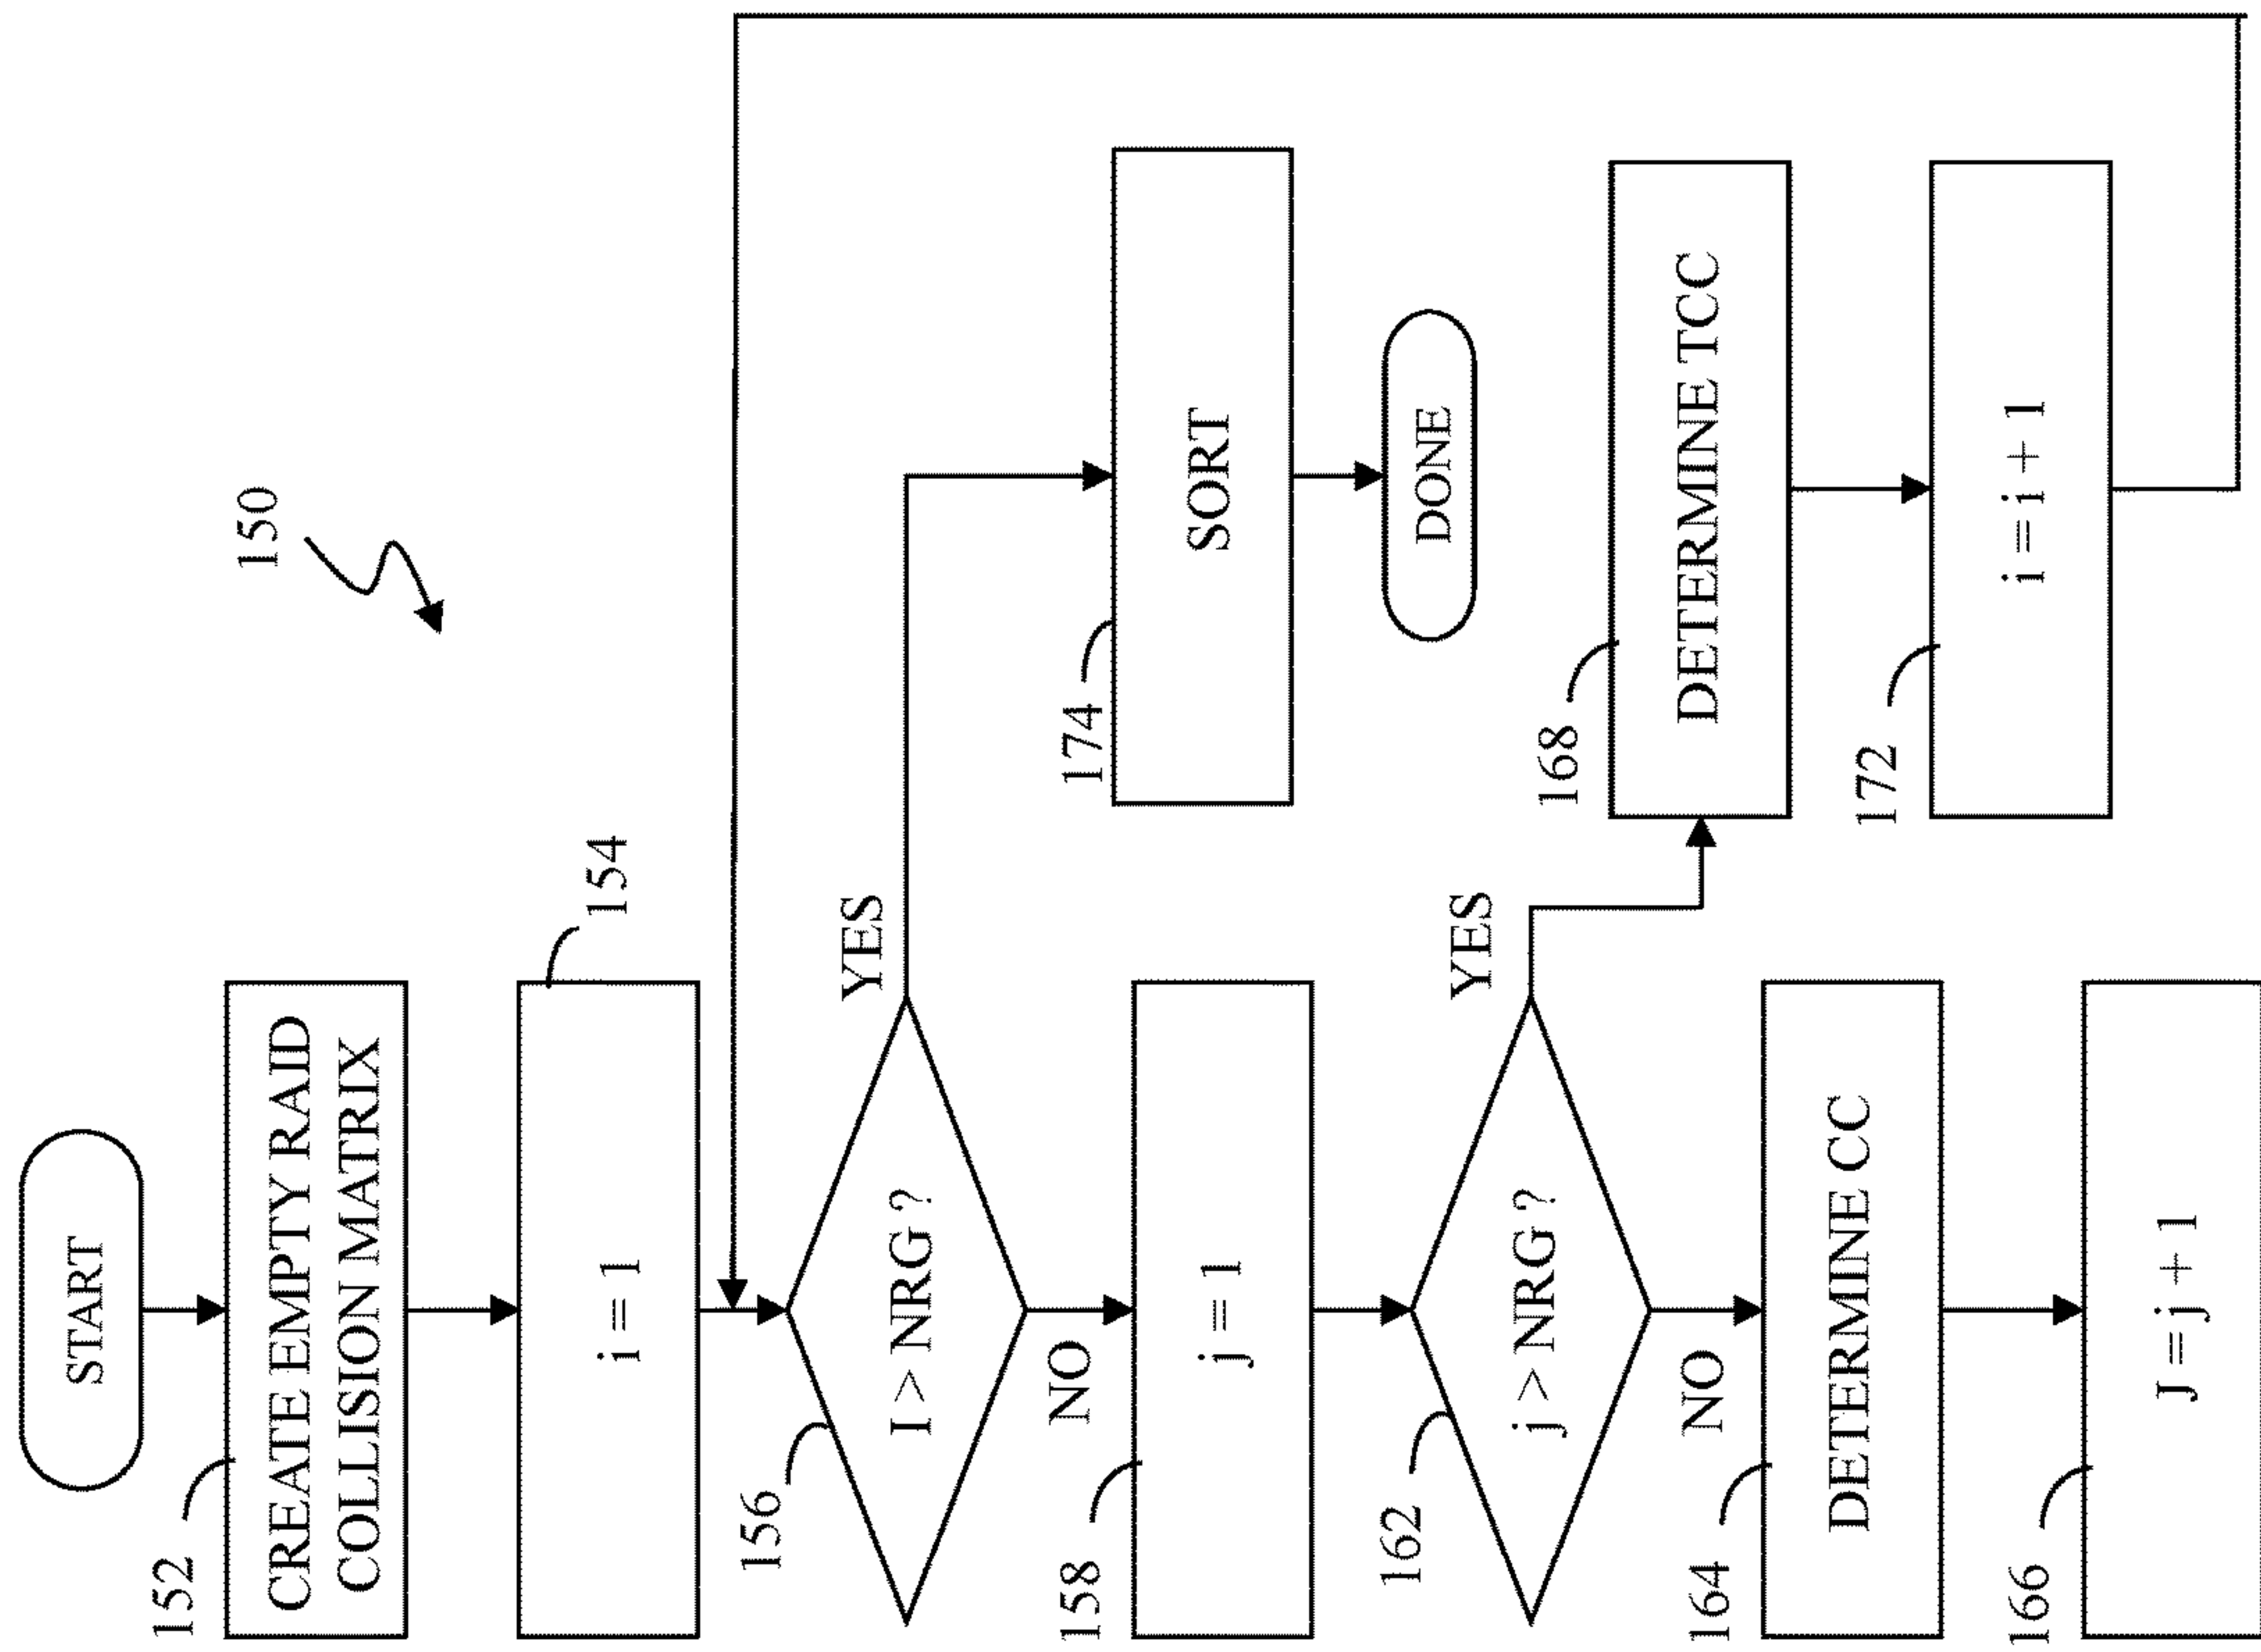 150
START
152
CREATE EMPTY RAID
COLLISION MATRIX
154
i = 1
156
I > NRG ?
YES
NO
174
SORT
DONE
158
j = 1
162
j > NRG ?
YES
NO
168
DETERMINE TCC
164
DETERMINE CC
172
i = i + 1
166
J = j + 1